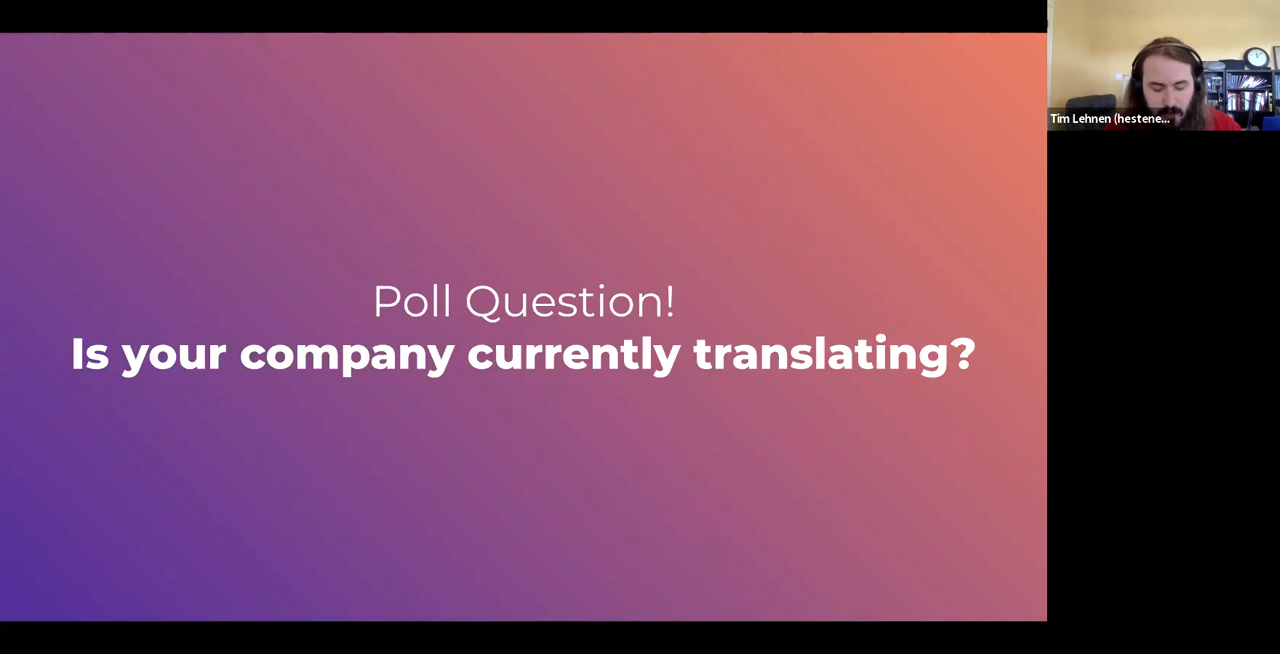 Poll Question!
Is your company currently translating?
Tim Lehnen (hestene...